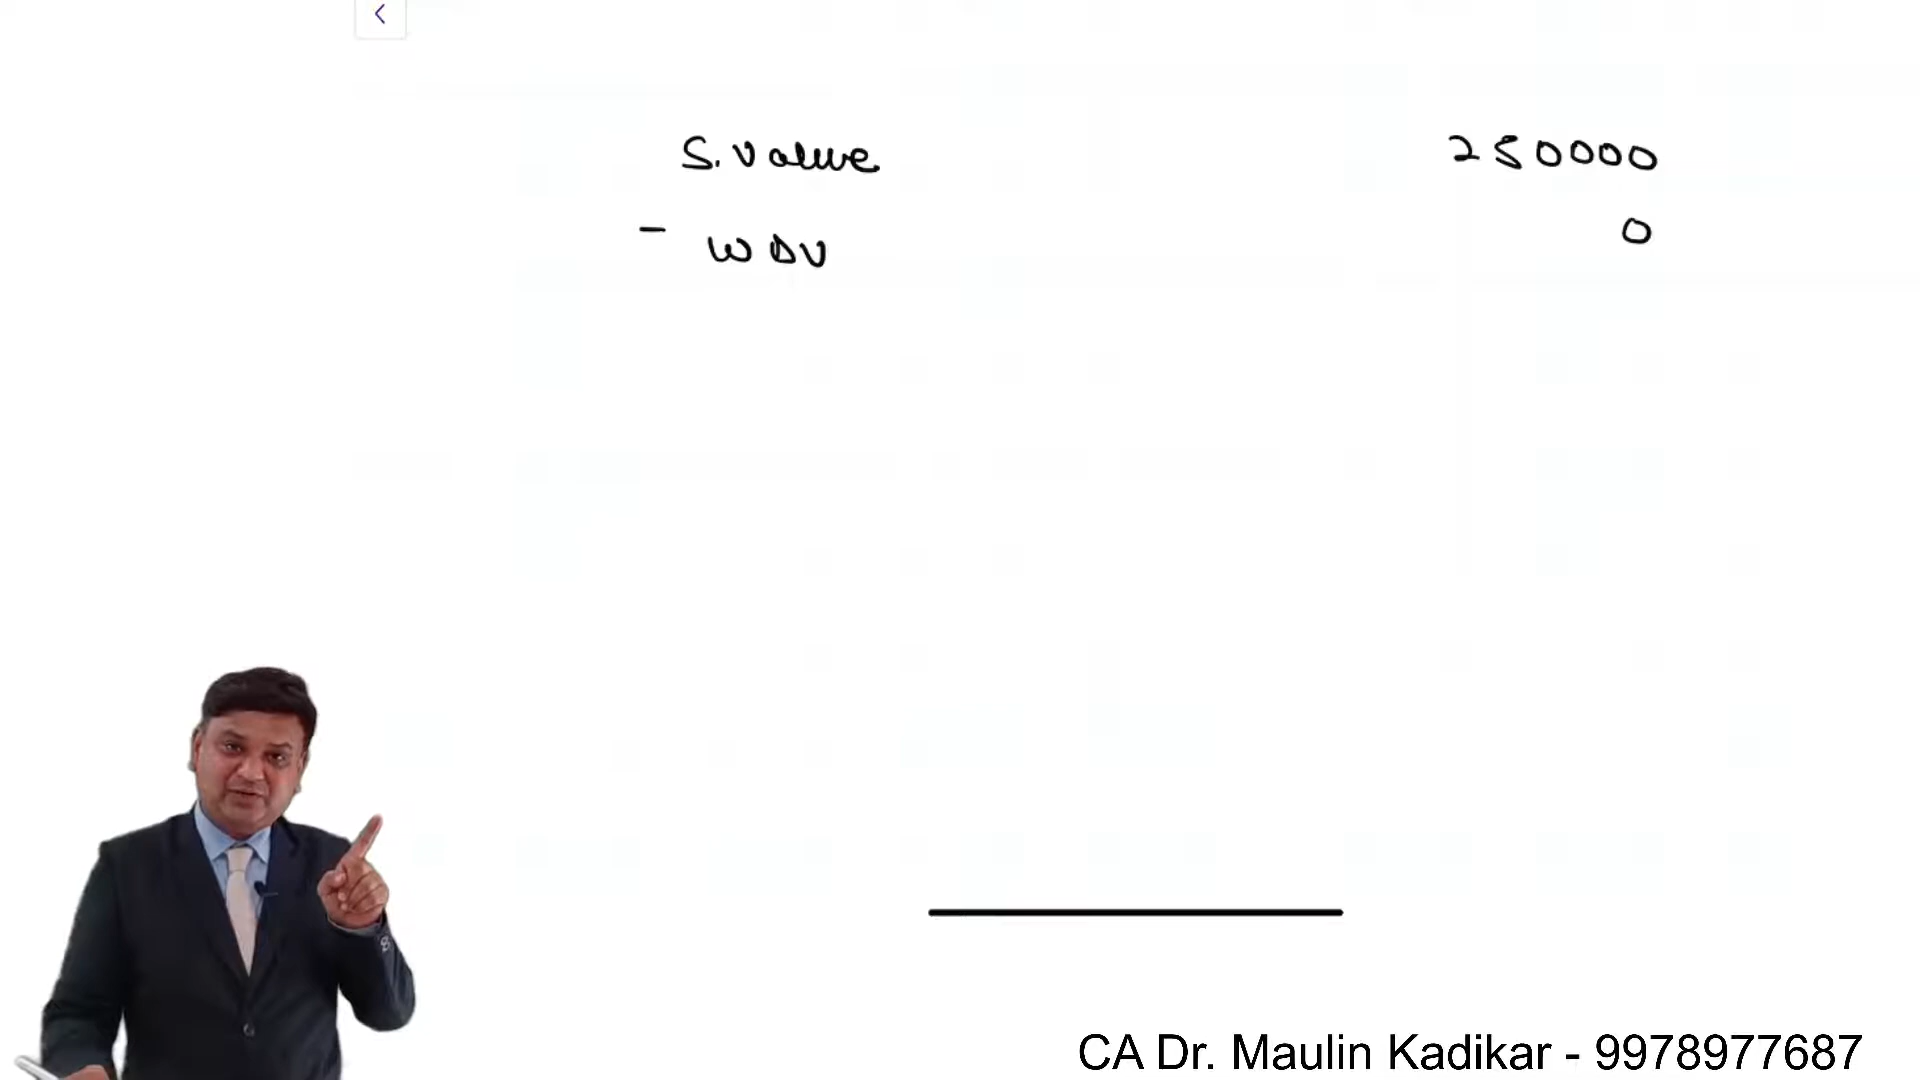 S. Value 250000
- WDV 0
CA Dr. Maulin Kadikar - 9978977687